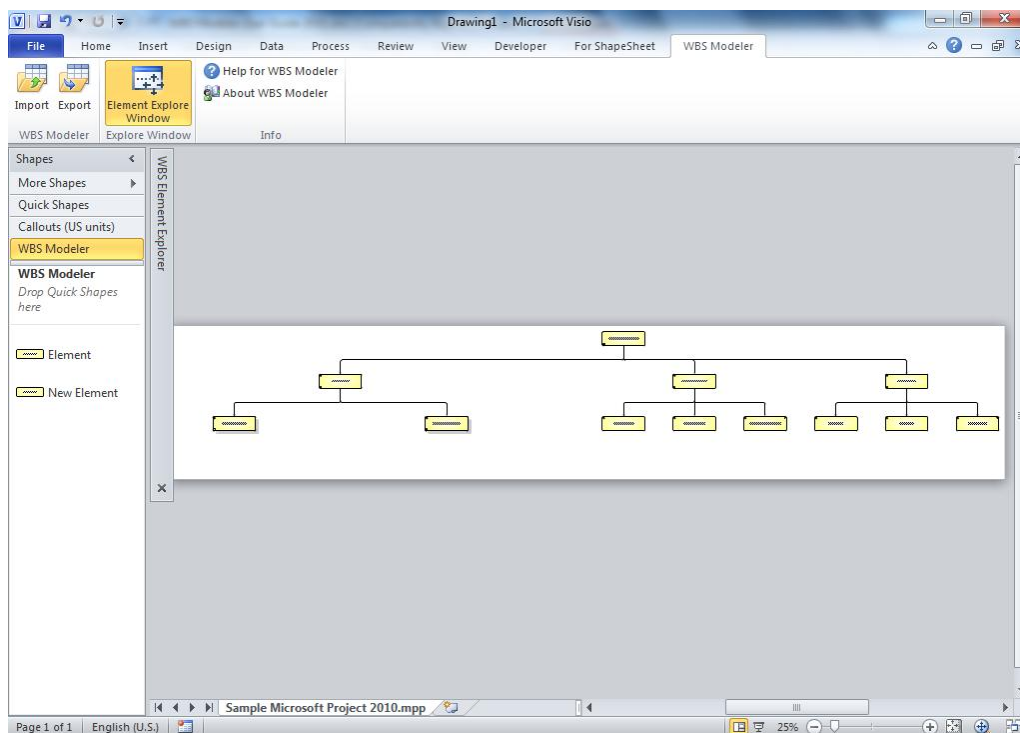 Drawing1 - Microsoft Visio
File Home Insert Design Data Process Review View Developer For ShapeSheet WBS Modeler
Help for WBS Modeler
About WBS Modeler
Import Export Element Explore
Window
WBS Modeler Explore Window Info
Shapes
More Shapes
Quick Shapes
Callouts (US units)
WBS Modeler
WBS Modeler
Drop Quick Shapes
here
Element
New Element
WBS Element Explorer
Sample Microsoft Project 2010.mpp
Page 1 of 1 English (U.S.) 25%